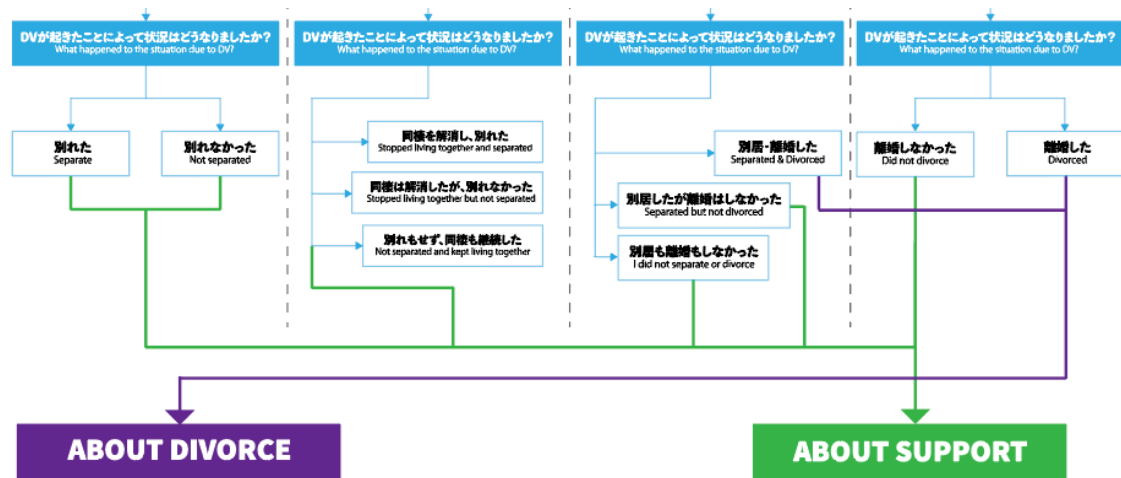 DVが起きたことによって状況はどうなりましたか？
What happened to the situation due to DV?
DVが起きたことによって状況はどうなりましたか？
What happened to the situation due to DV?
DVが起きたことによって状況はどうなりましたか？
What happened to the situation due to DV?
DVが起きたことによって状況はどうなりましたか？
What happened to the situation due to DV?
別れた
Separate
別れなかった
Not separated
同棲を解消し、別れた
Stopped living together and separated
同棲は解消したが、別れなかった
Stopped living together but not separated
別れもせず、同棲も継続した
Not separated and kept living together
別居・離婚した
Separated & Divorced
別居したが離婚はしなかった
Separated but not divorced
別居も離婚もしなかった
I did not separate or divorce
離婚しなかった
Did not divorce
離婚した
Divorced
ABOUT DIVORCE
ABOUT SUPPORT